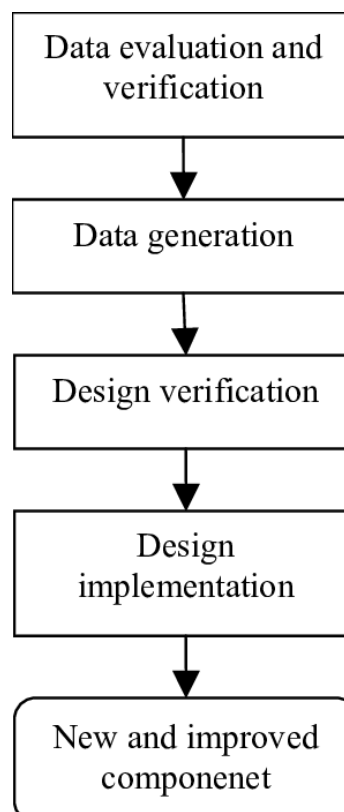 Data evaluation and
verification
Data generation
Design verification
Design
implementation
New and improved
componenet